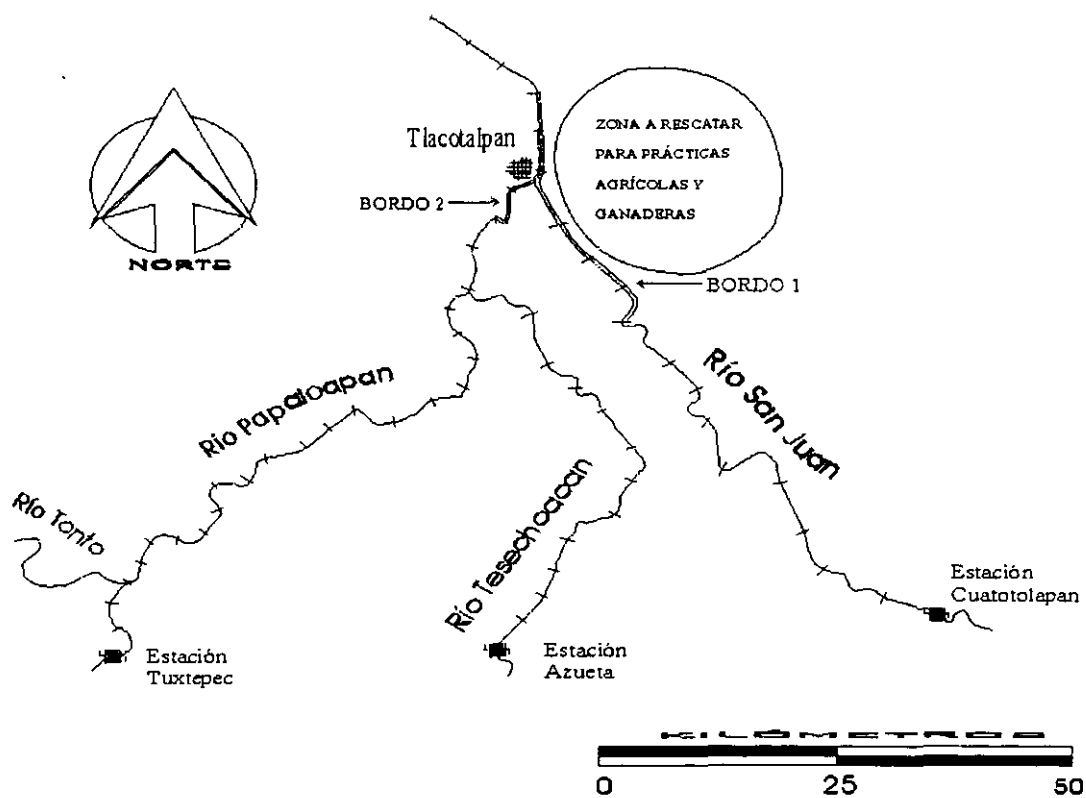 Tlacotalpan
ZONA A RESCATAR
PARA PRÁCTICAS
AGRÍCOLAS Y
GANADERAS
BORDO 2
NORTE
BORDO 1
Río Papaloapan
Río San Juan
Río Tonto
Río Tesechoacan
Estación
Cuatotolapan
Estación
Tuxtepec
Estación
Azueta
KILÓMETROS
0 25 50